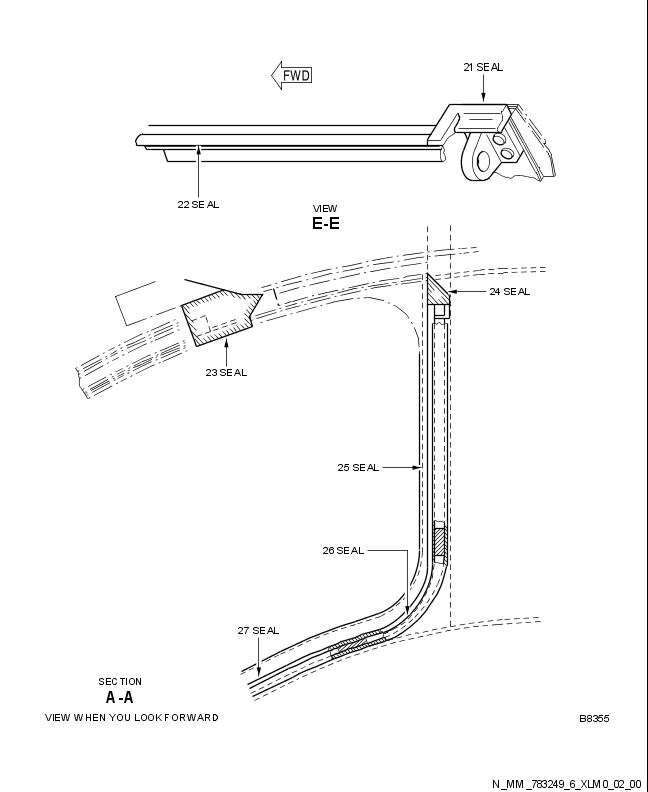 21 SEAL
FWD
22 SEAL
VIEW
E-E
24 SEAL
23 SEAL
25 SEAL
26 SEAL
27 SEAL
SECTION
A-A
VIEW WHEN YOU LOOK FORWARD
B8355
N_MM_783249_6_XLM0_02_00